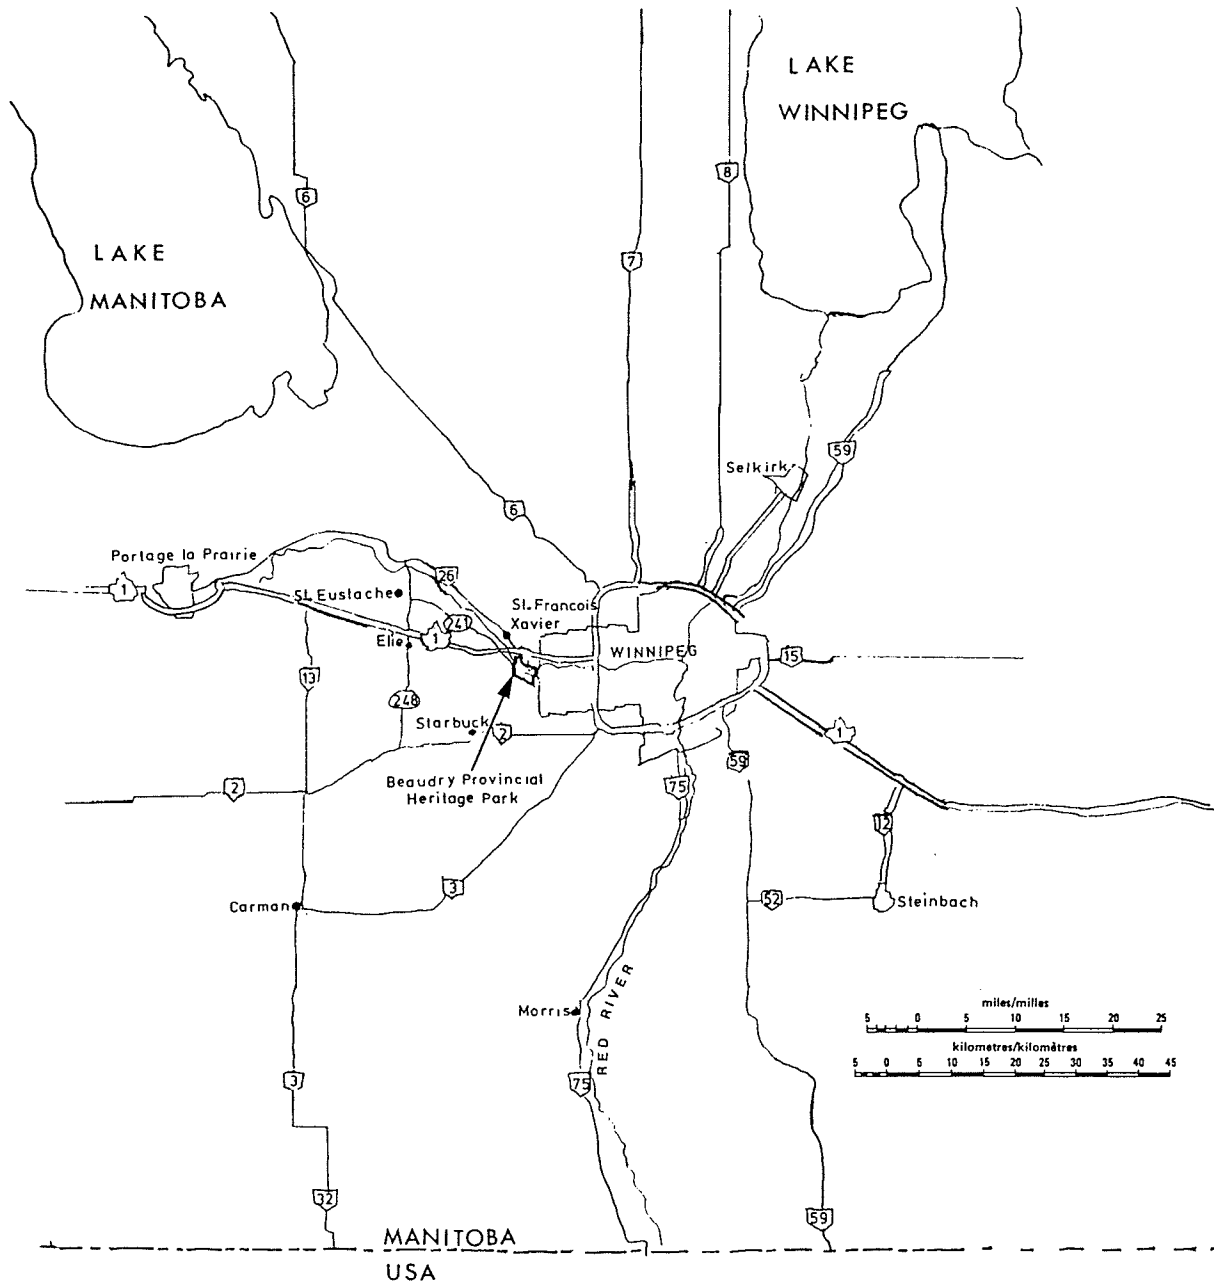 LAKE
WINNIPEG
8
6
LAKE
MANITOBA
7
59
Selkirk
6
Portage la Prairie
1
26
St. Eustache
St. Francois
Xavier
241
1
Elie
WINNIPEG
15
13
248
Starbuck
2
1
59
Beaudry Provincial
Heritage Park
75
2
12
3
52
Carman
Steinbach
RED RIVER
Morris
miles/milles
5 0 5 10 15 20 25
kilometres/kilomètres
5 0 5 10 15 20 25 30 35 40 45
3
75
32
59
MANITOBA
USA